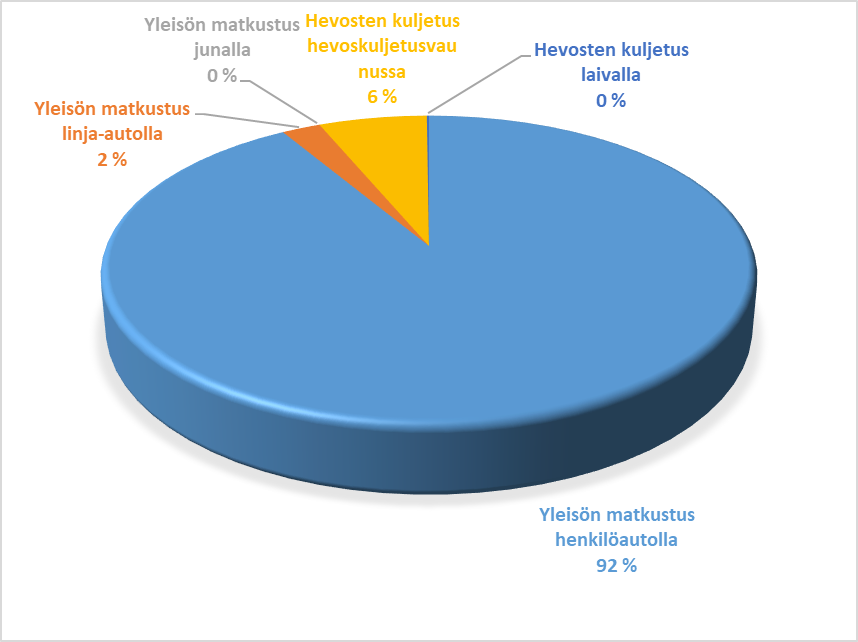 Yleisön matkustus
junalla
0 %
Hevosten kuljetus
hevoskuljetusvau
nussa
6 %
Hevosten kuljetus
laivalla
0 %
Yleisön matkustus
linja-autolla
2 %
Yleisön matkustus
henkilöautolla
92 %